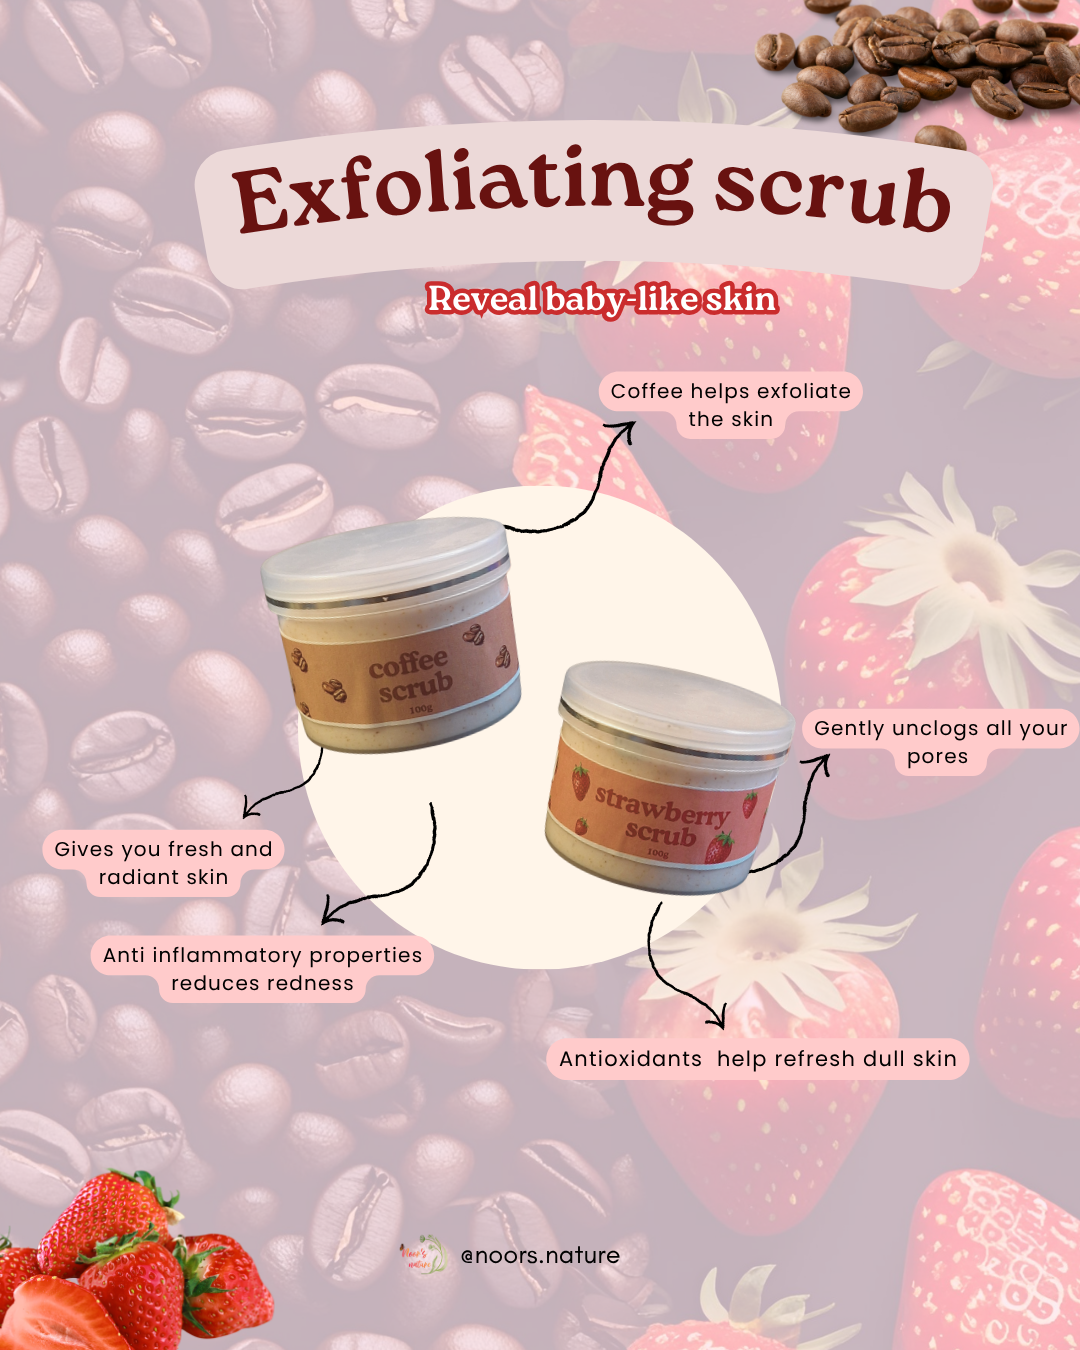 Exfoliating scrub
Reveal baby-like skin
Coffee helps exfoliate
the skin
coffee
scrub
100g
Gently unclogs all your
pores
strawberry
scrub
100g
Gives you fresh and
radiant skin
Anti inflammatory properties
reduces redness
Antioxidants  help refresh dull skin
Noor's
nature
@noors.nature